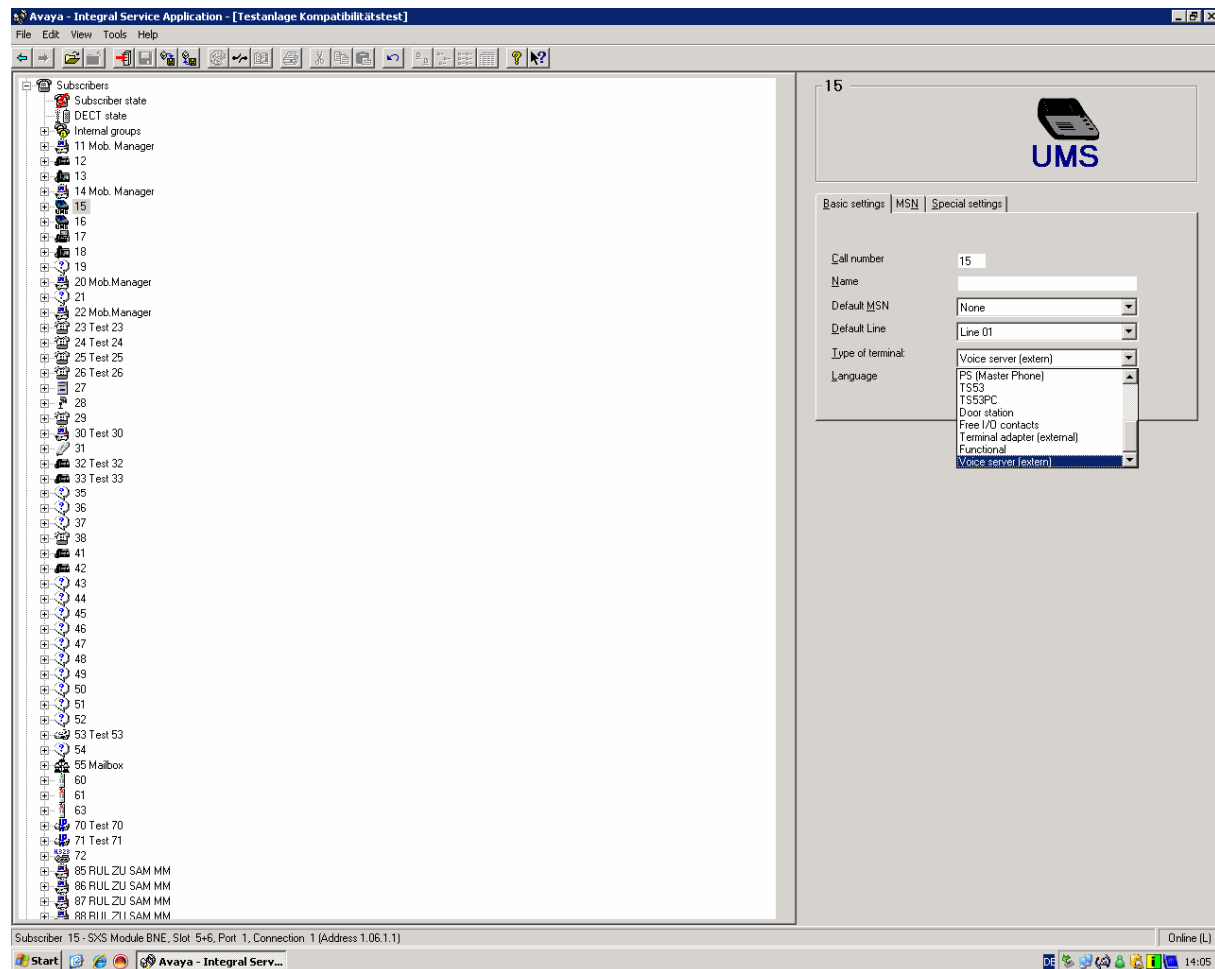 Avaya - Integral Service Application - [Testanlage Kompatibilitätstest]
File Edit View Tools Help
Subscribers
Subscriber state
DECT state
Internal groups
11 Mob. Manager
12
13
14 Mob. Manager
UMS 15
UMS 16
17
18
19
20 Mob.Manager
21
22 Mob.Manager
23 Test 23
24 Test 24
25 Test 25
26 Test 26
27
28
29
30 Test 30
31
32 Test 32
33 Test 33
35
36
37
38
41
42
43
44
45
46
47
48
49
50
51
52
53 Test 53
54
55 Mailbox
60
61
63
70 Test 70
71 Test 71
H.323 72
85 RUL ZU SAM MM
86 RUL ZU SAM MM
87 RUL ZU SAM MM
88 RUL ZU SAM MM
15
UMS
Basic settings MSN Special settings
Call number 15
Name
Default MSN None
Default Line Line 01
Type of terminal: Voice server (extern)
Language
PS (Master Phone)
TS53
TS53PC
Door station
Free I/O contacts
Terminal adapter (external)
Functional
Voice server (extern)
Subscriber 15 - SXS Module BNE, Slot 5+6, Port 1, Connection 1 (Address 1.06.1.1) Online (L)
Start Avaya - Integral Serv... DE 14:05